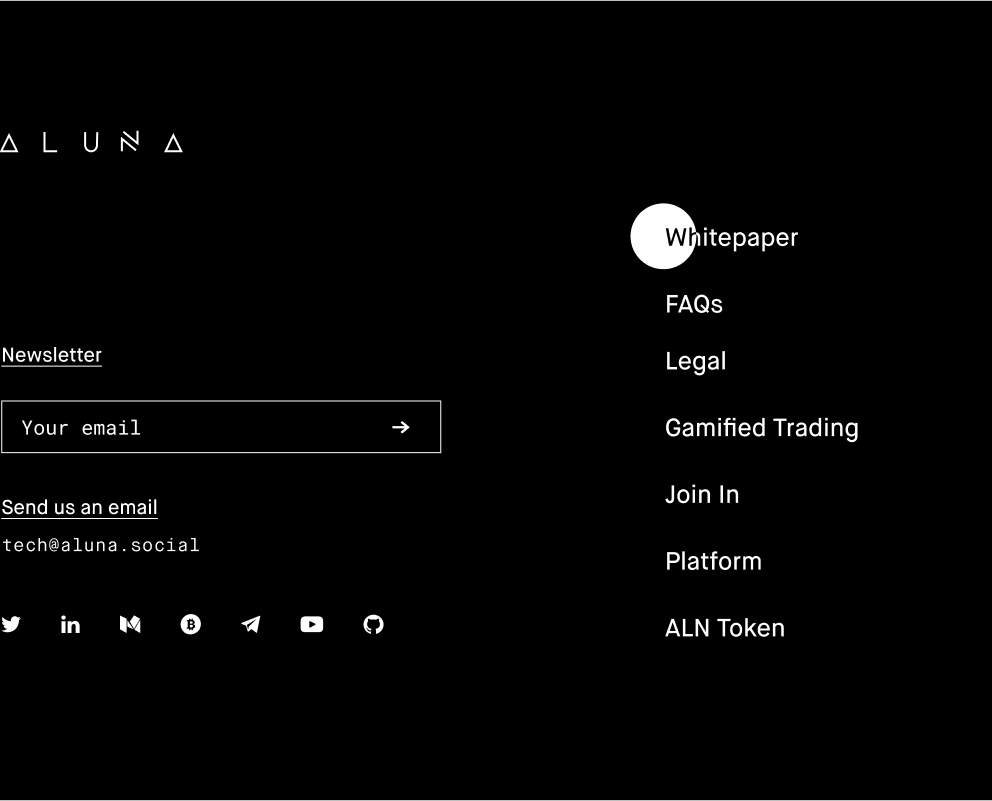 ALUNA
Newsletter
Your email
Send us an email
tech@aluna.social
Whitepaper
FAQs
Legal
Gamified Trading
Join In
Platform
ALN Token